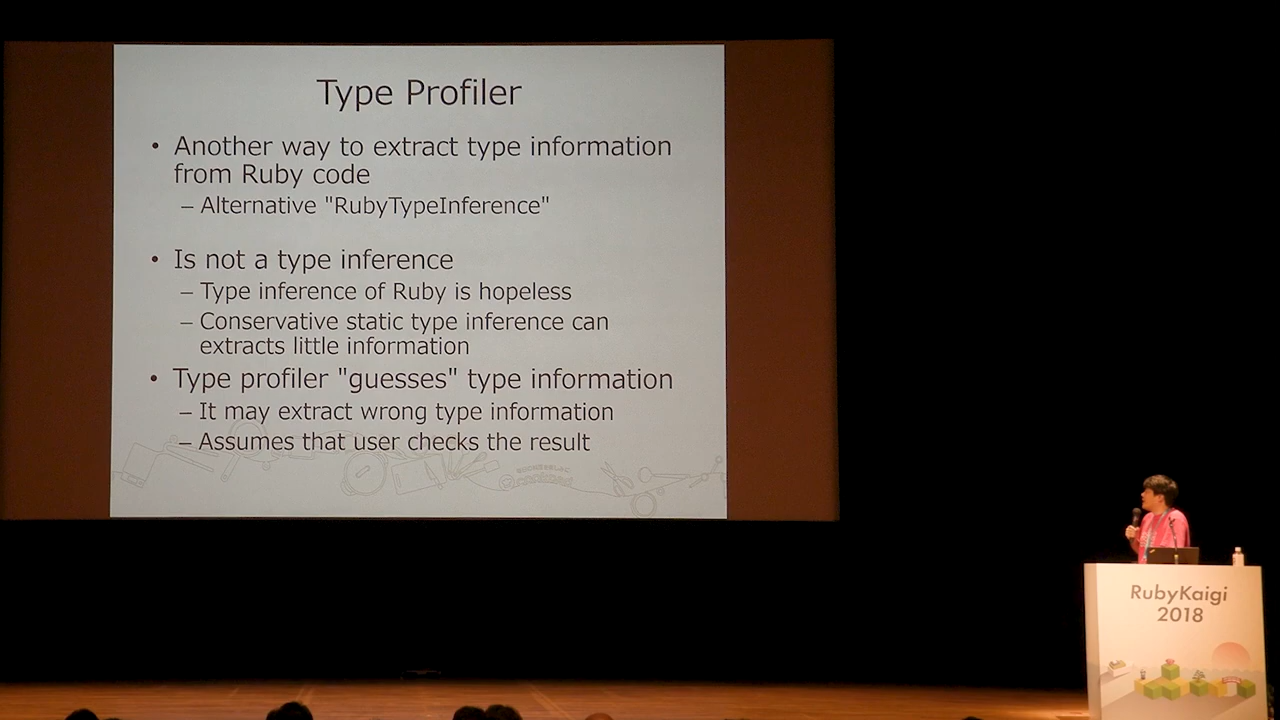 Type Profiler
• Another way to extract type information
from Ruby code
– Alternative "RubyTypeInference"
• Is not a type inference
– Type inference of Ruby is hopeless
– Conservative static type inference can
extracts little information
• Type profiler "guesses" type information
– It may extract wrong type information
– Assumes that user checks the result
RubyKaigi
2018